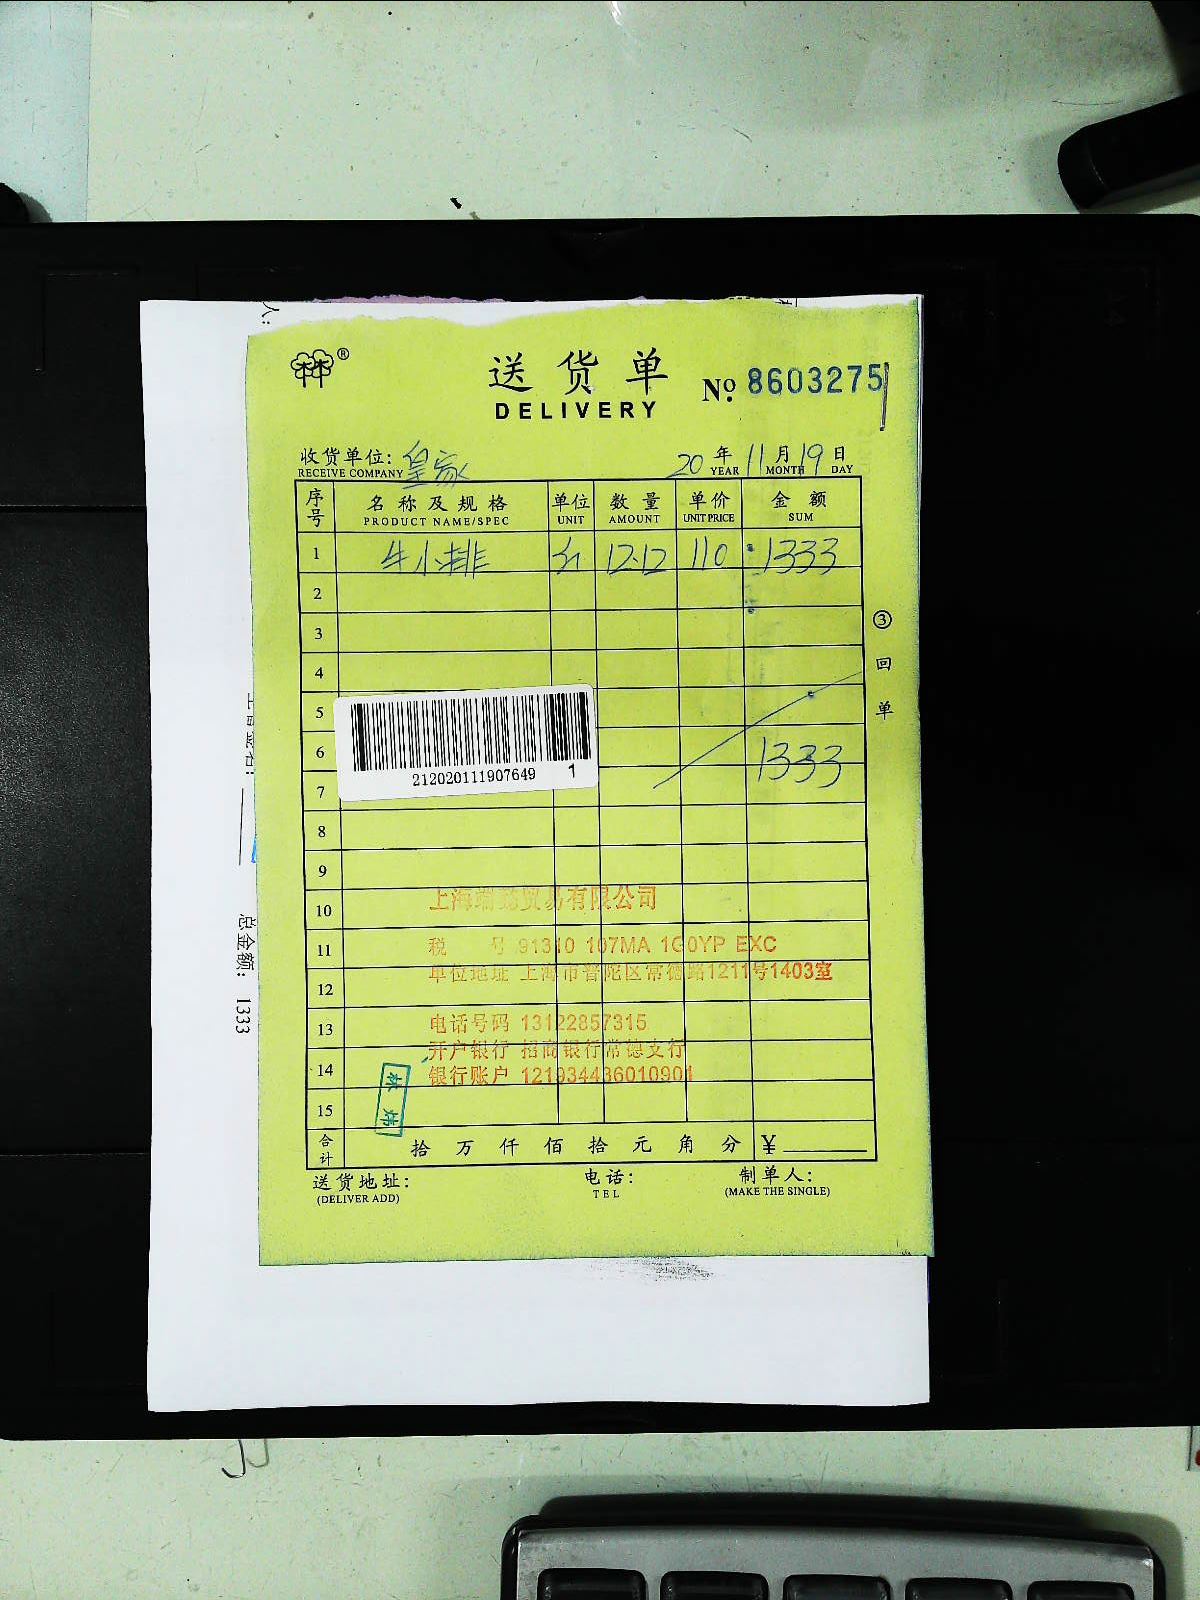 人:
®
送货单
DELIVERY
№ 8603275
收货单位: 皇家
RECEIVE COMPANY
20 年 11 月 19 日
YEAR MONTH DAY
序号 名称及规格 单位 数量 单价 金额
PRODUCT NAME/SPEC UNIT AMOUNT UNIT PRICE SUM
1 牛小排 12.12 110 1333
2
3
4
5
6 1333
7
8
9
10
11
12
13
14
15
212020111907649 1
③回单
上海 贸易有限公司
税 号 91310 107MA 1G0YP EXC
单位地址 上海市普陀区常德路1211号1403室
电话号码 13122857315
开户银行 招商银行常德支行
银行账户 121934436010901
合计 拾 万 仟 佰 拾 元 角 分 ¥
送货地址: 电话: 制单人:
(DELIVER ADD) TEL (MAKE THE SINGLE)
总金额: 1333